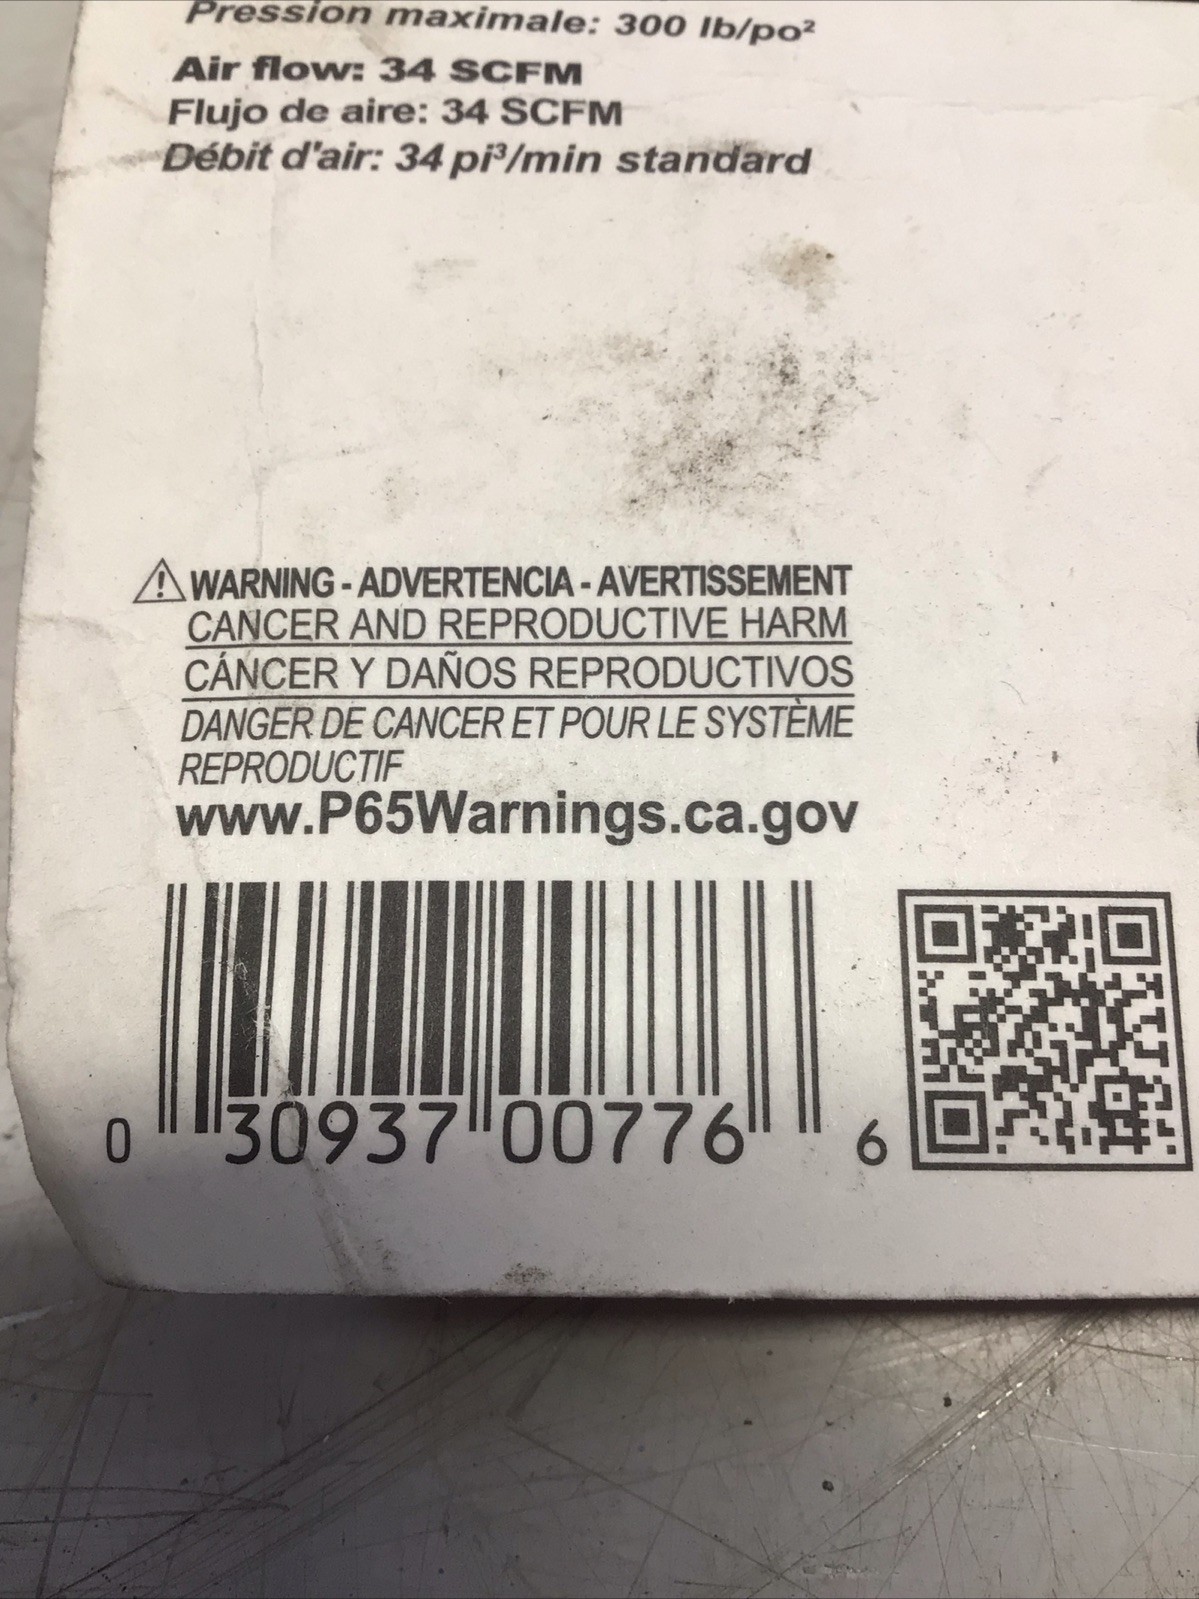 Pression maximale: 300 lb/po²
Air flow: 34 SCFM
Flujo de aire: 34 SCFM
Débit d'air: 34 pi³/min standard
WARNING - ADVERTENCIA - AVERTISSEMENT
CANCER AND REPRODUCTIVE HARM
CÁNCER Y DAÑOS REPRODUCTIVOS
DANGER DE CANCER ET POUR LE SYSTÈME
REPRODUCTIF
www.P65Warnings.ca.gov
0 30937 00776 6